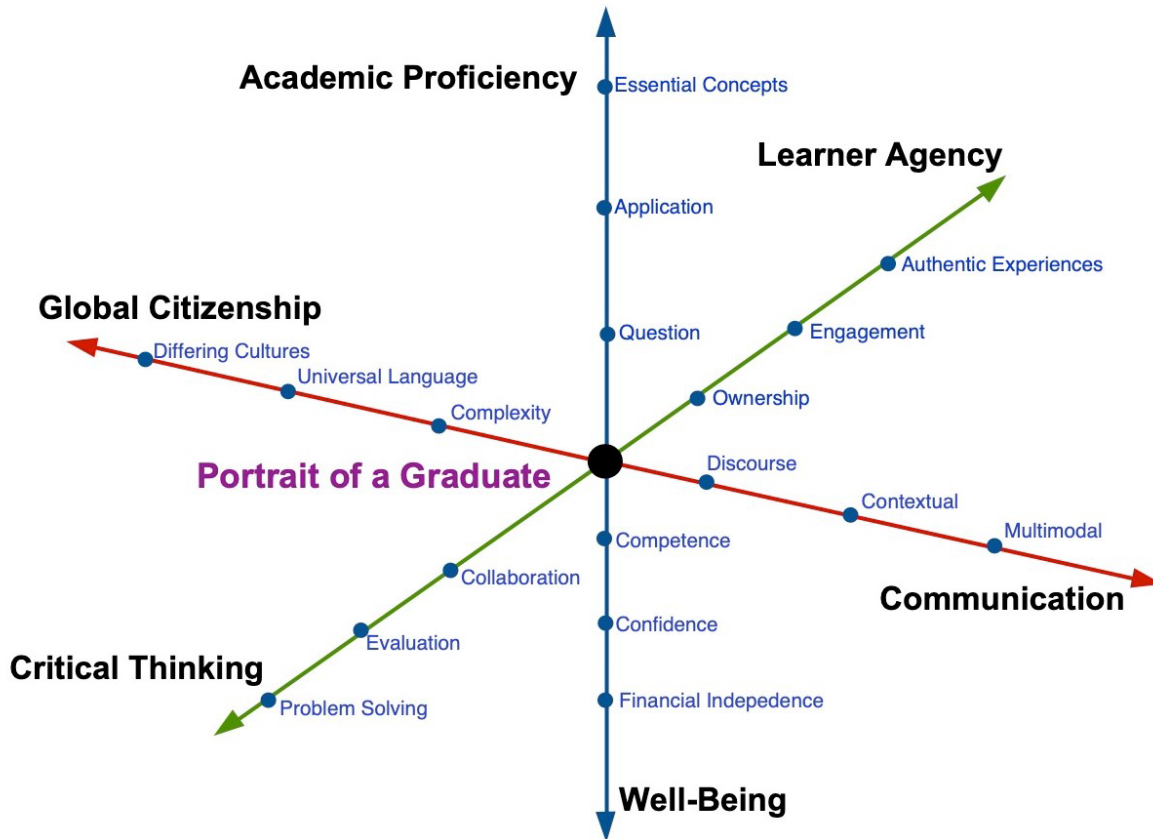 Academic Proficiency
Essential Concepts
Learner Agency
Application
Authentic Experiences
Global Citizenship
Question
Engagement
Differing Cultures
Universal Language
Ownership
Complexity
Portrait of a Graduate
Discourse
Contextual
Multimodal
Competence
Collaboration
Communication
Confidence
Evaluation
Critical Thinking
Financial Indepedence
Problem Solving
Well-Being